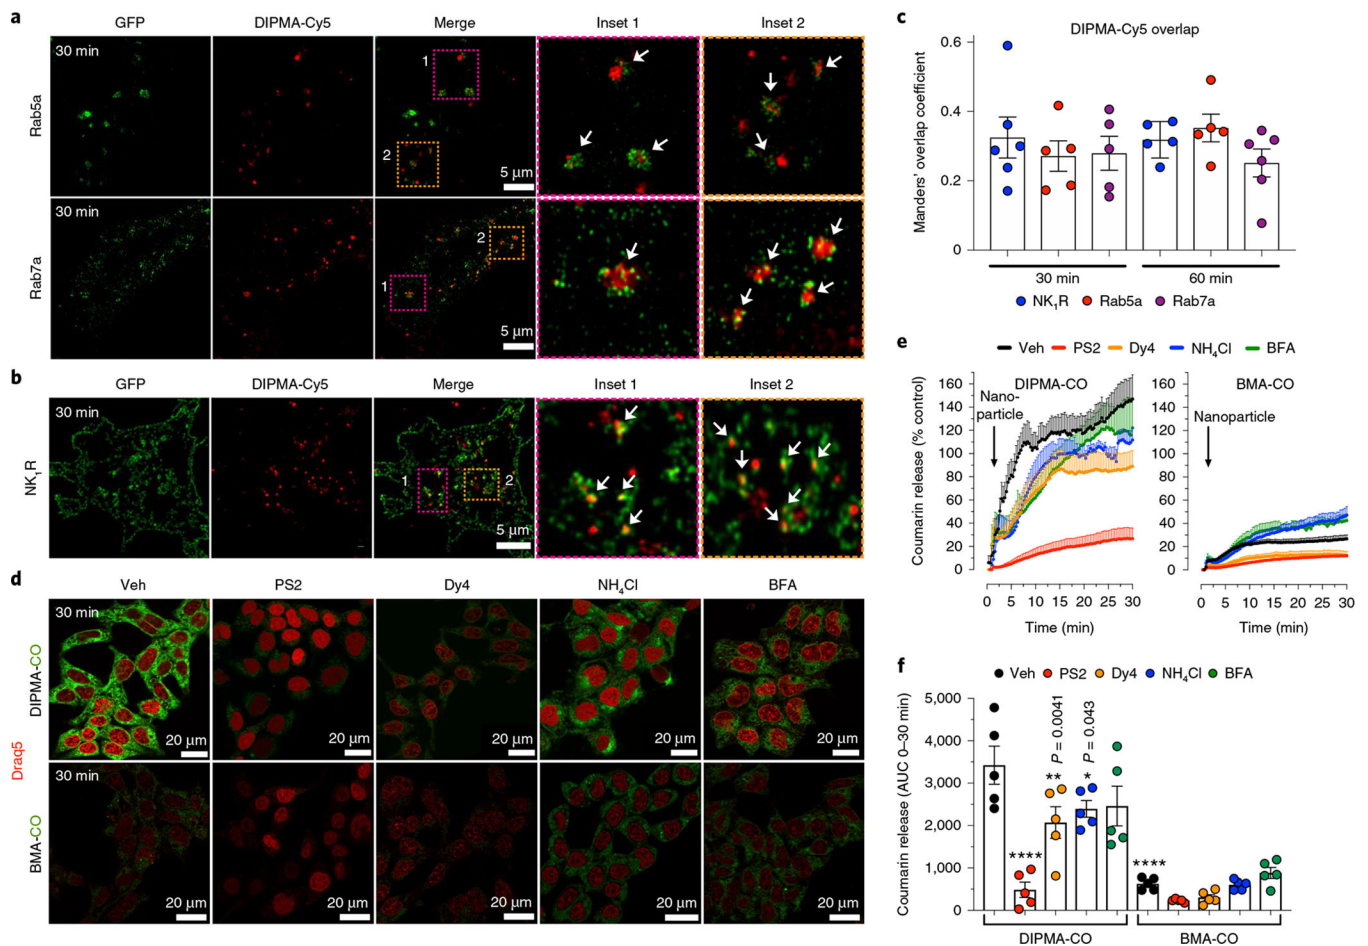 a
GFP
DIPMA-Cy5
Merge
Inset 1
Inset 2
30 min
1
2
5 µm
Rab5a
30 min
1
2
5 µm
Rab7a
b
GFP
DIPMA-Cy5
Merge
Inset 1
Inset 2
30 min
1
2
5 µm
NK₁R
c
DIPMA-Cy5 overlap
Manders' overlap coefficient
0.6
0.4
0.2
0
30 min
60 min
NK₁R
Rab5a
Rab7a
d
Veh
PS2
Dy4
NH₄Cl
BFA
30 min
DIPMA-CO
20 µm
20 µm
20 µm
20 µm
20 µm
Draq5
30 min
BMA-CO
20 µm
20 µm
20 µm
20 µm
20 µm
e
Veh
PS2
Dy4
NH₄Cl
BFA
DIPMA-CO
Nano-
particle
Coumarin release (% control)
160
140
120
100
80
60
40
20
0
0 5 10 15 20 25 30
Time (min)
BMA-CO
Nanoparticle
160
140
120
100
80
60
40
20
0
0 5 10 15 20 25 30
Time (min)
f
Veh
PS2
Dy4
NH₄Cl
BFA
Coumarin release (AUC 0–30 min)
5,000
4,000
3,000
2,000
1,000
0
****
**
P = 0.0041
*
P = 0.043
****
DIPMA-CO
BMA-CO